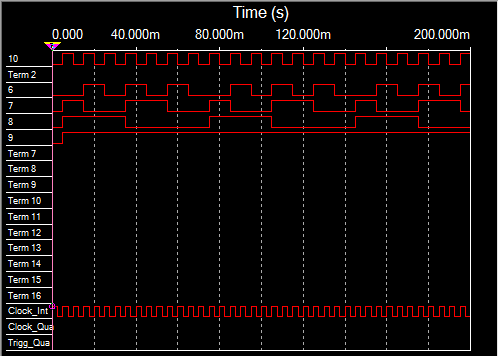 Time (s)
0.000 40.000m 80.000m 120.000m 200.000m
10
Term 2
6
7
8
9
Term 7
Term 8
Term 9
Term 10
Term 11
Term 12
Term 13
Term 14
Term 15
Term 16
Clock_Int
Clock_Qua
Trigg_Qua